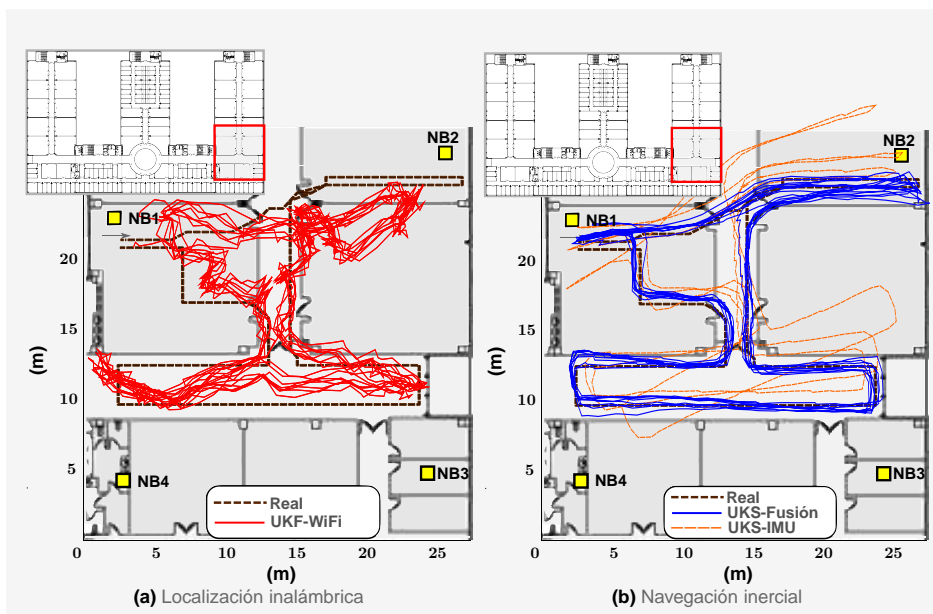 NB2
NB1
20
15
(m)
10
5
NB4
NB3
Real
UKF-WiFi
0
5
10
15
20
25
(m)
(a) Localización inalámbrica
NB2
NB1
20
15
(m)
10
5
NB4
NB3
Real
UKS-Fusión
UKS-IMU
0
5
10
15
20
25
(m)
(b) Navegación inercial